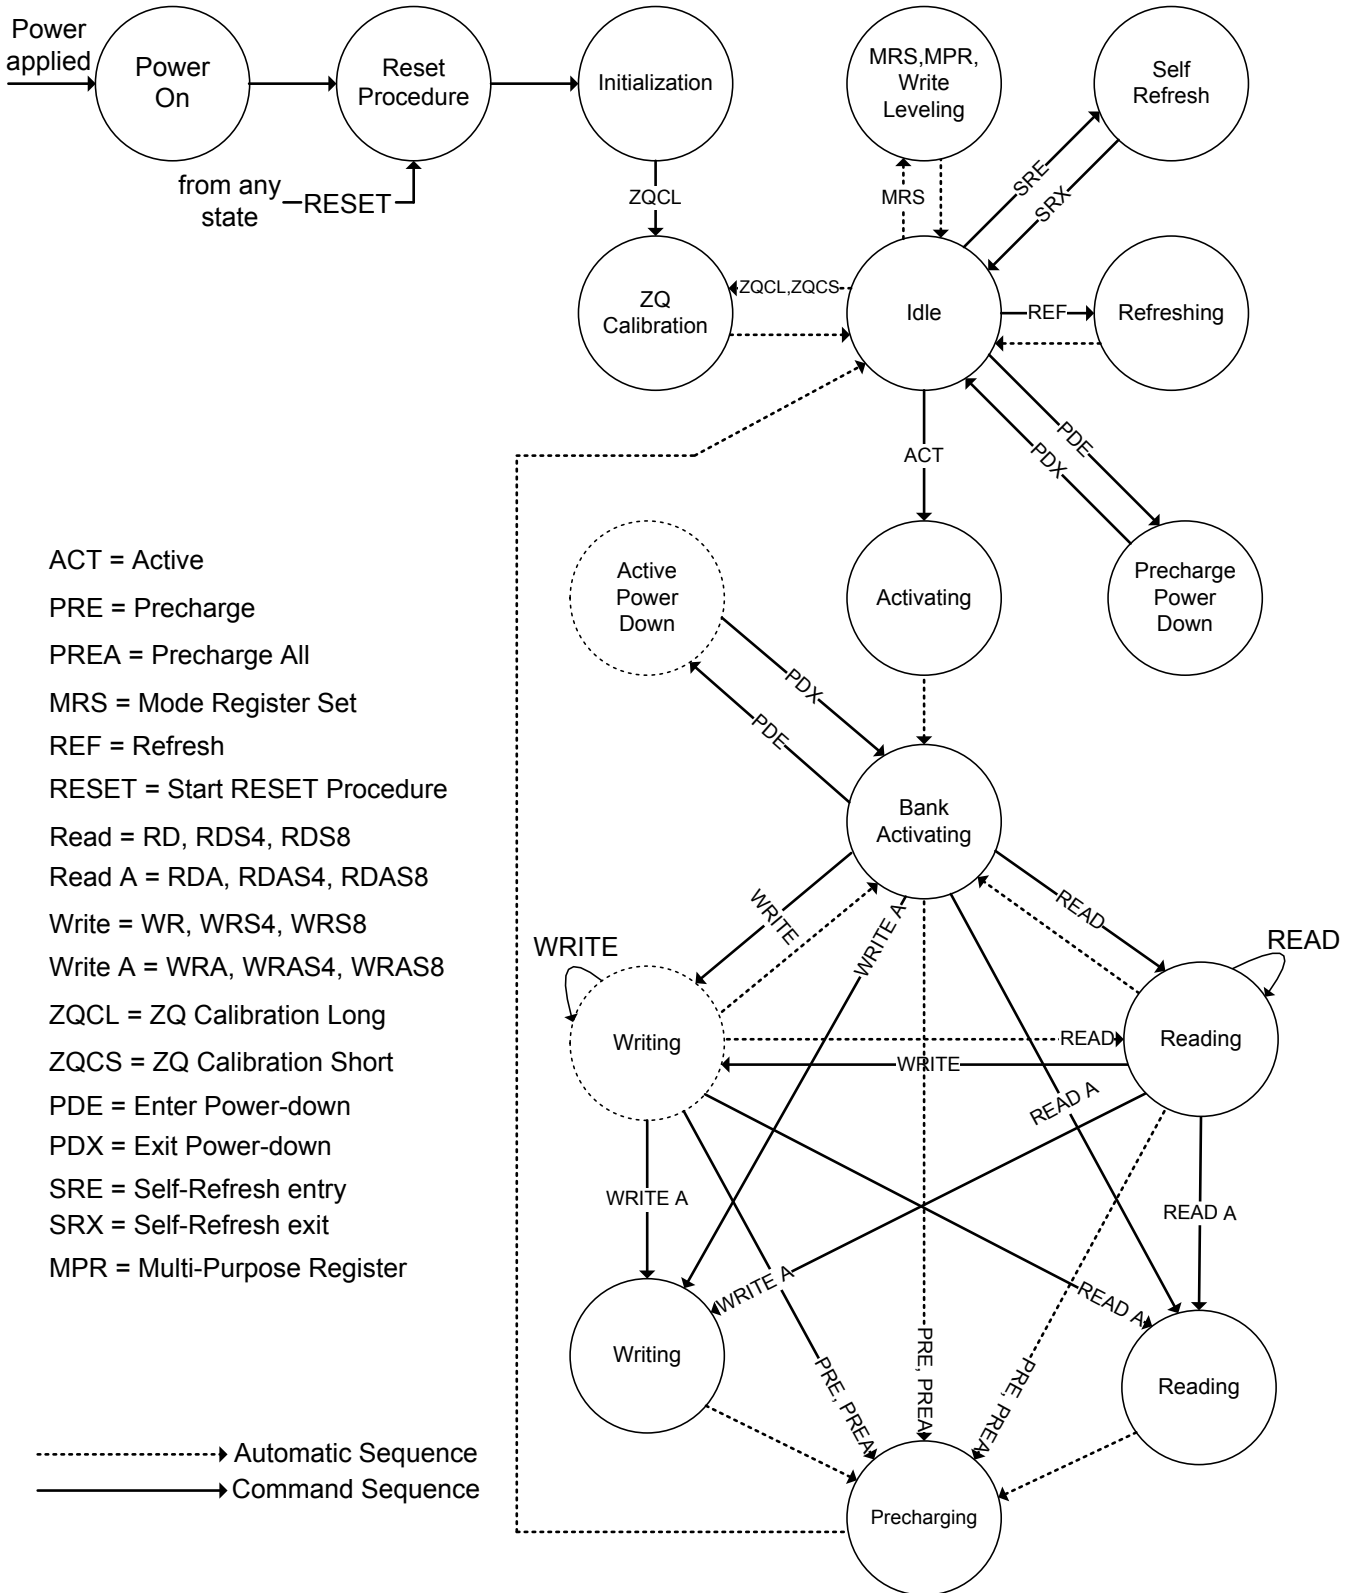 Power
applied
Power
On
Reset
Procedure
Initialization
MRS,MPR,
Write
Leveling
Self
Refresh
from any
state
RESET
ZQCL
MRS
SRE
SRX
ZQ
Calibration
ZQCL,ZQCS
Idle
REF
Refreshing
ACT
PDE
PDX
Active
Power
Down
Activating
Precharge
Power
Down
PDX
PDE
Bank
Activating
WRITE
WRITE A
READ
WRITE
READ
Writing
READ
Reading
WRITE
READ A
WRITE A
READ A
WRITE A
READ A
PRE, PREA
PRE, PREA
PRE, PREA
Writing
Reading
Precharging
ACT = Active
PRE = Precharge
PREA = Precharge All
MRS = Mode Register Set
REF = Refresh
RESET = Start RESET Procedure
Read = RD, RDS4, RDS8
Read A = RDA, RDAS4, RDAS8
Write = WR, WRS4, WRS8
Write A = WRA, WRAS4, WRAS8
ZQCL = ZQ Calibration Long
ZQCS = ZQ Calibration Short
PDE = Enter Power-down
PDX = Exit Power-down
SRE = Self-Refresh entry
SRX = Self-Refresh exit
MPR = Multi-Purpose Register
Automatic Sequence
Command Sequence